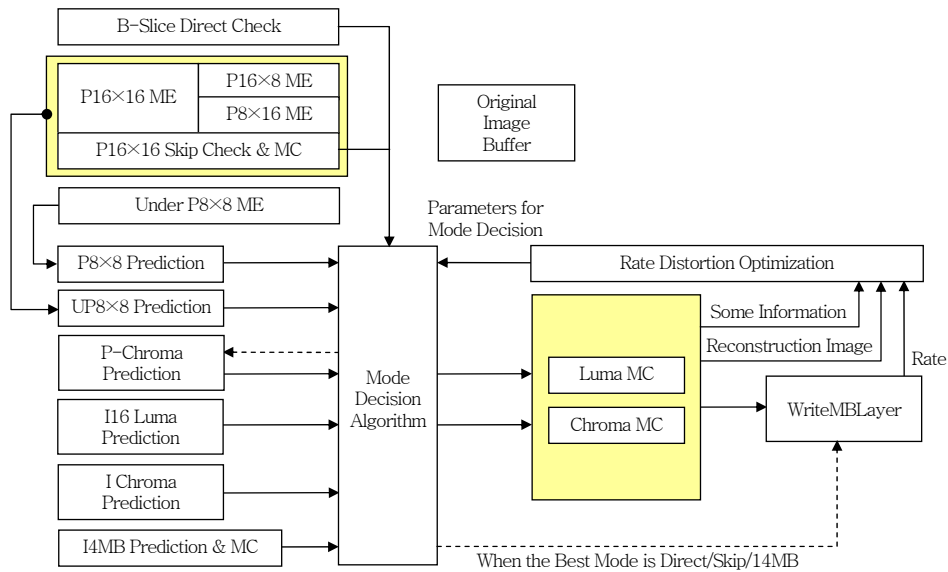 B-Slice Direct Check
P16×16 ME
P16×8 ME
P8×16 ME
P16×16 Skip Check & MC
Original
Image
Buffer
Under P8×8 ME
Parameters for
Mode Decision
P8×8 Prediction
Rate Distortion Optimization
UP8×8 Prediction
Some Information
Reconstruction Image
Rate
P-Chroma
Prediction
Mode
Decision
Algorithm
Luma MC
Chroma MC
WriteMBLayer
I16 Luma
Prediction
I Chroma
Prediction
I4MB Prediction & MC
When the Best Mode is Direct/Skip/14MB